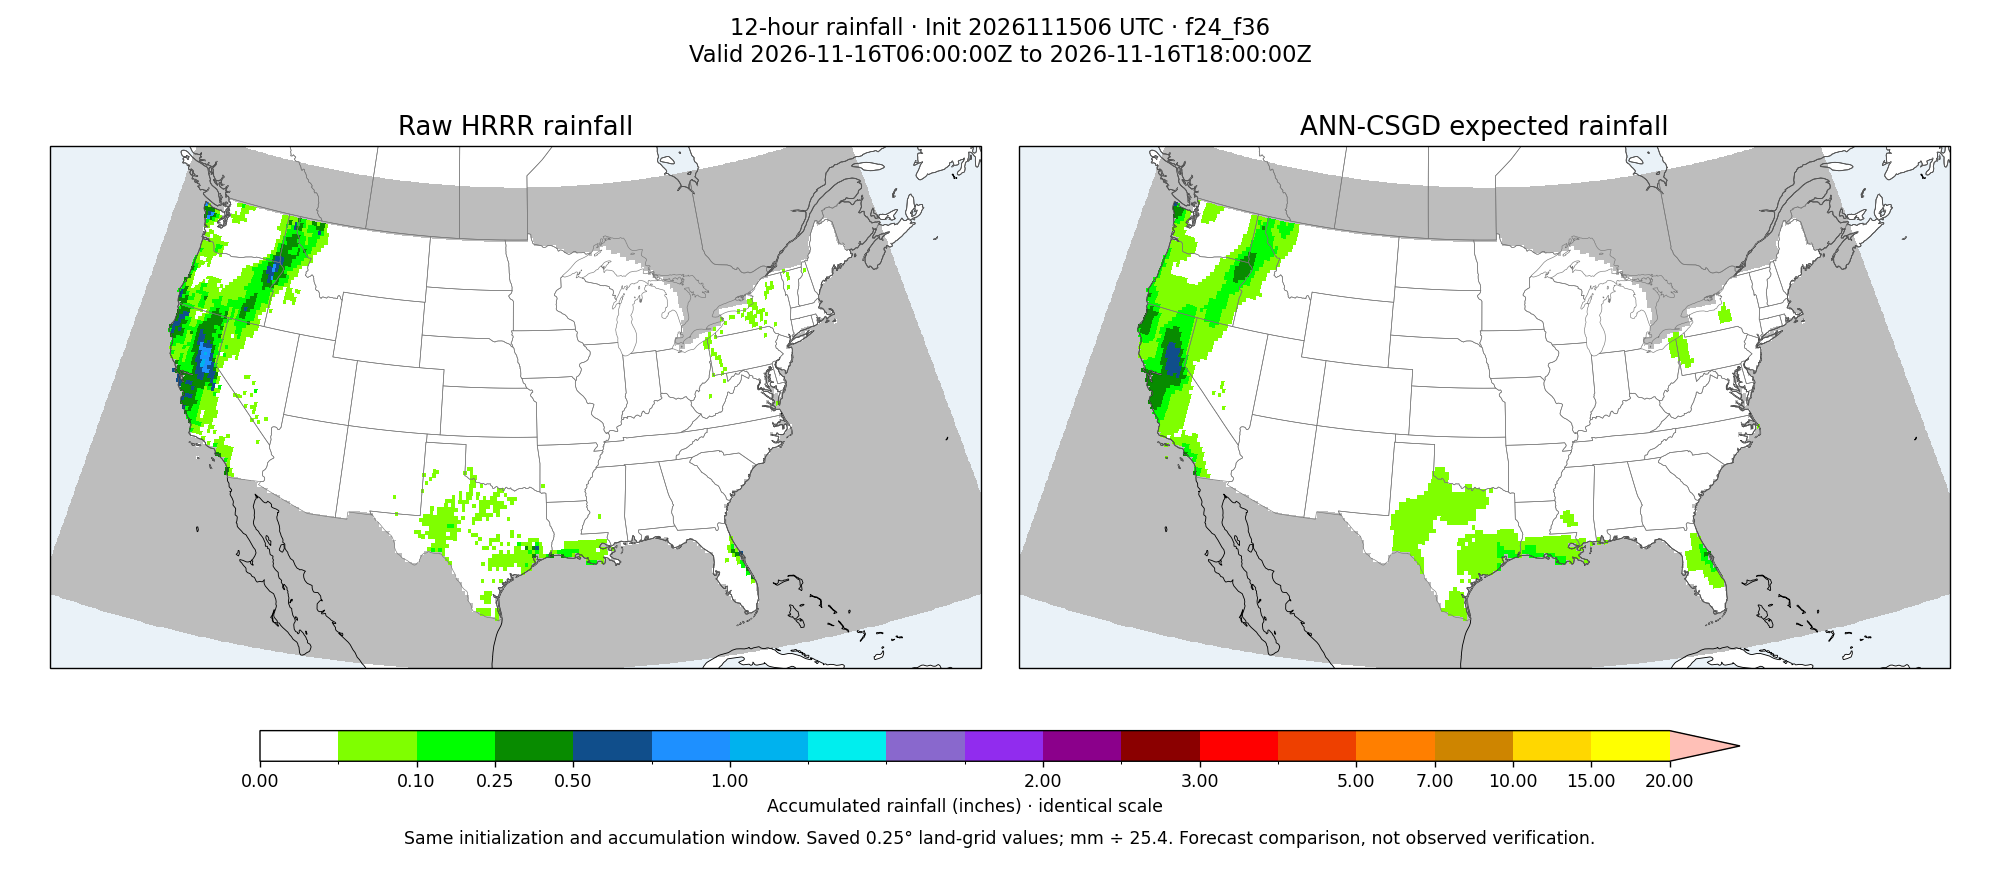 12-hour rainfall · Init 2026111506 UTC · f24_f36
Valid 2026-11-16T06:00:00Z to 2026-11-16T18:00:00Z
Raw HRRR rainfall
ANN-CSGD expected rainfall
0.00 0.10 0.25 0.50 1.00 2.00 3.00 5.00 7.00 10.00 15.00 20.00
Accumulated rainfall (inches) · identical scale
Same initialization and accumulation window. Saved 0.25° land-grid values; mm ÷ 25.4. Forecast comparison, not observed verification.